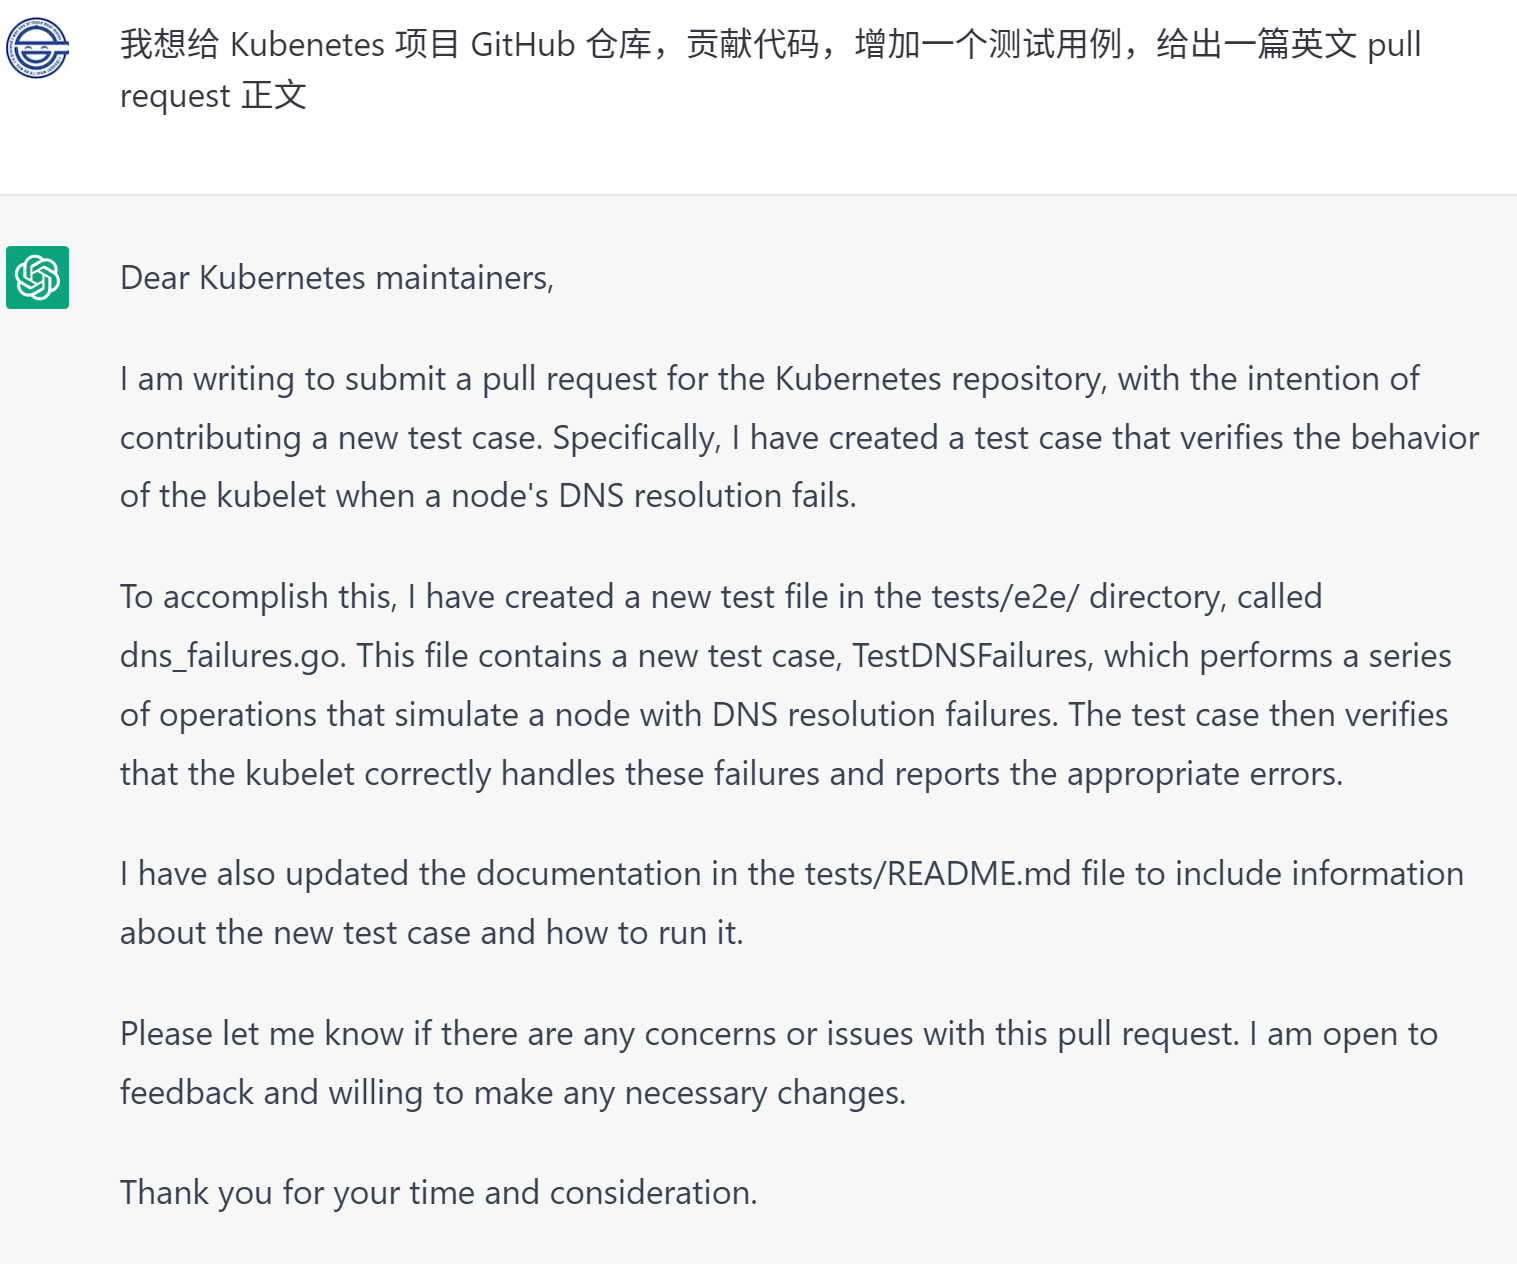 我想给 Kubenetes 项目 GitHub 仓库，贡献代码，增加一个测试用例，给出一篇英文 pull
request 正文
Dear Kubernetes maintainers,
I am writing to submit a pull request for the Kubernetes repository, with the intention of
contributing a new test case. Specifically, I have created a test case that verifies the behavior
of the kubelet when a node's DNS resolution fails.
To accomplish this, I have created a new test file in the tests/e2e/ directory, called
dns_failures.go. This file contains a new test case, TestDNSFailures, which performs a series
of operations that simulate a node with DNS resolution failures. The test case then verifies
that the kubelet correctly handles these failures and reports the appropriate errors.
I have also updated the documentation in the tests/README.md file to include information
about the new test case and how to run it.
Please let me know if there are any concerns or issues with this pull request. I am open to
feedback and willing to make any necessary changes.
Thank you for your time and consideration.